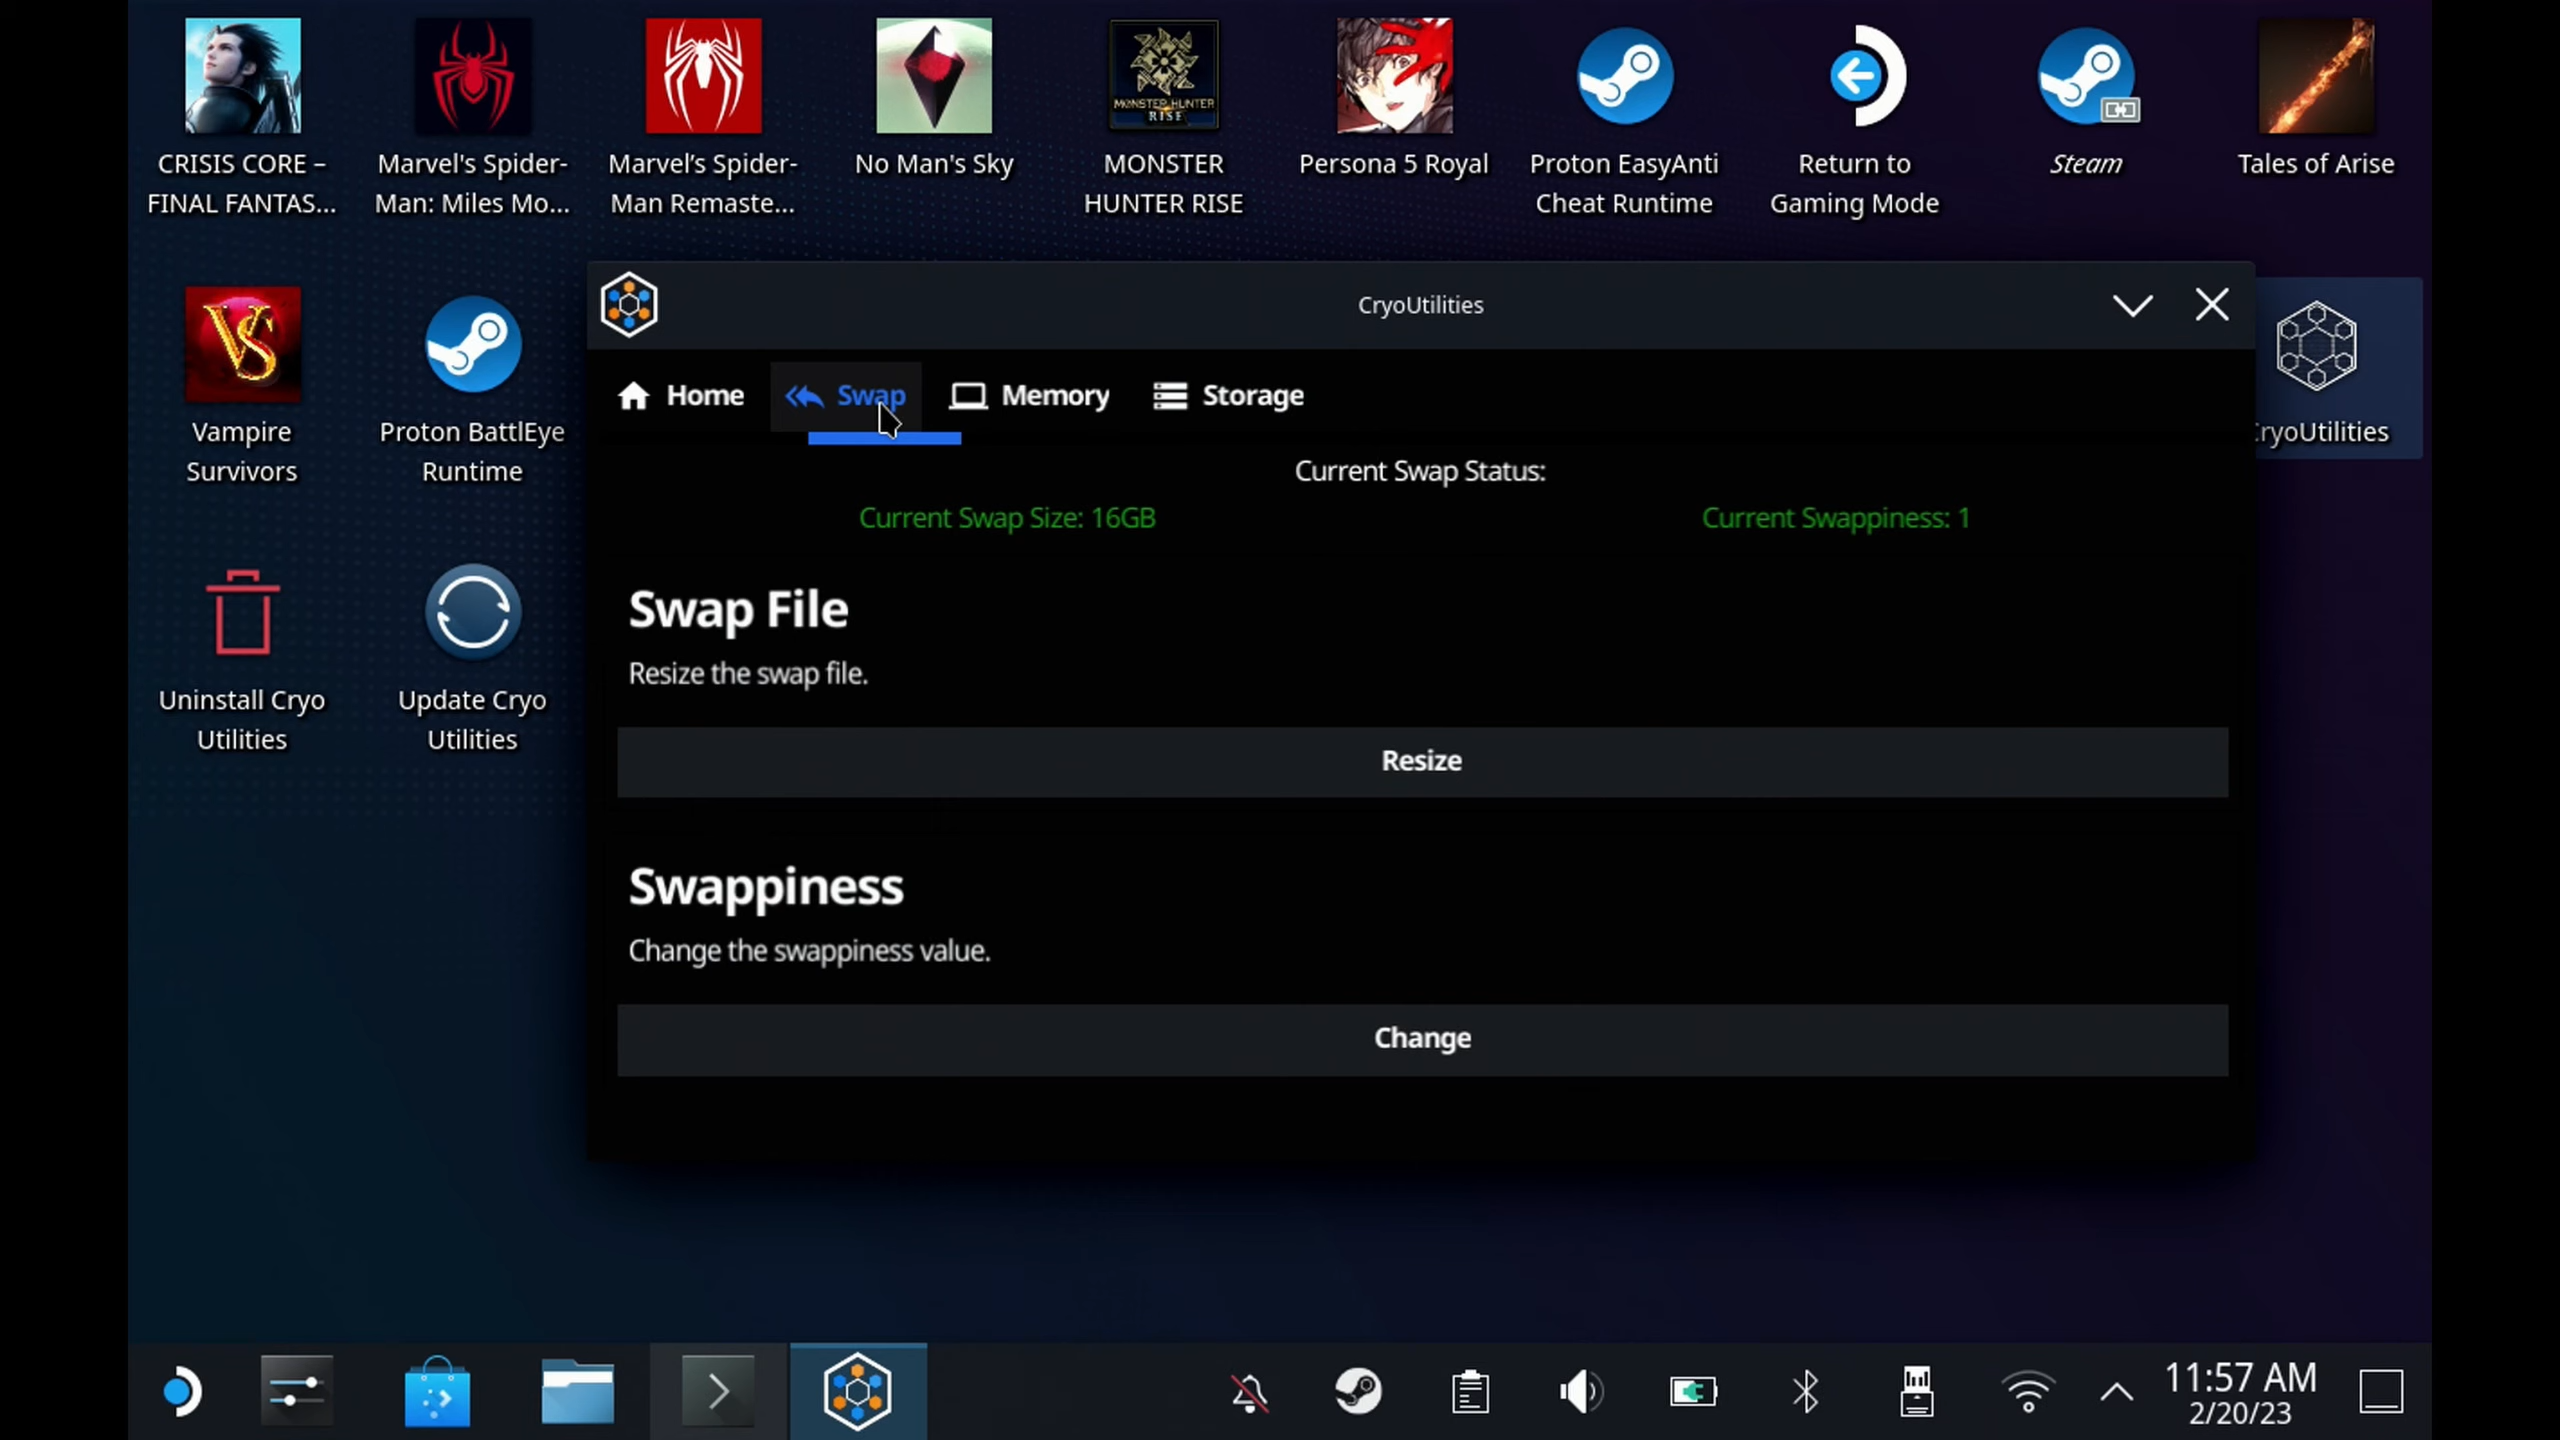 CRISIS CORE –
FINAL FANTAS...
Marvel's Spider-
Man: Miles Mo...
Marvel’s Spider-
Man Remaste...
No Man's Sky
MONSTER HUNTER
RISE
MONSTER
HUNTER RISE
Persona 5 Royal
Proton EasyAnti
Cheat Runtime
Return to
Gaming Mode
Steam
Tales of Arise
VS
Vampire
Survivors
Proton BattlEye
Runtime
Uninstall Cryo
Utilities
Update Cryo
Utilities
CryoUtilities
ryoUtilities
Home
Swap
Memory
Storage
Current Swap Status:
Current Swap Size: 16GB
Current Swappiness: 1
Swap File
Resize the swap file.
Resize
Swappiness
Change the swappiness value.
Change
11:57 AM
2/20/23